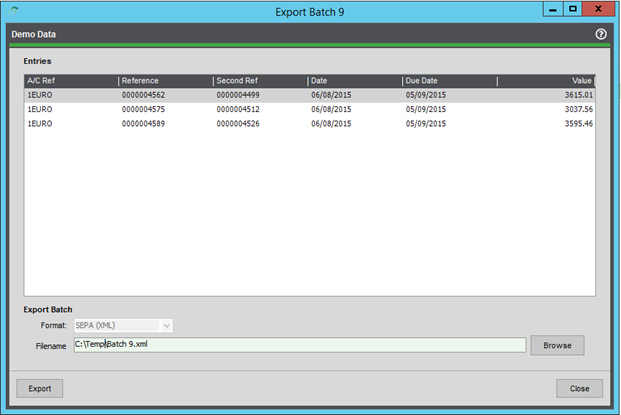 Export Batch 9
Demo Data
Entries
A/C Ref Reference Second Ref Date Due Date Value
1EURO 0000004562 0000004499 06/08/2015 05/09/2015 3615.01
1EURO 0000004575 0000004512 06/08/2015 05/09/2015 3037.56
1EURO 0000004589 0000004526 06/08/2015 05/09/2015 3595.46
Export Batch
Format: SEPA (XML)
Filename C:\Temp\Batch 9.xml Browse
Export Close